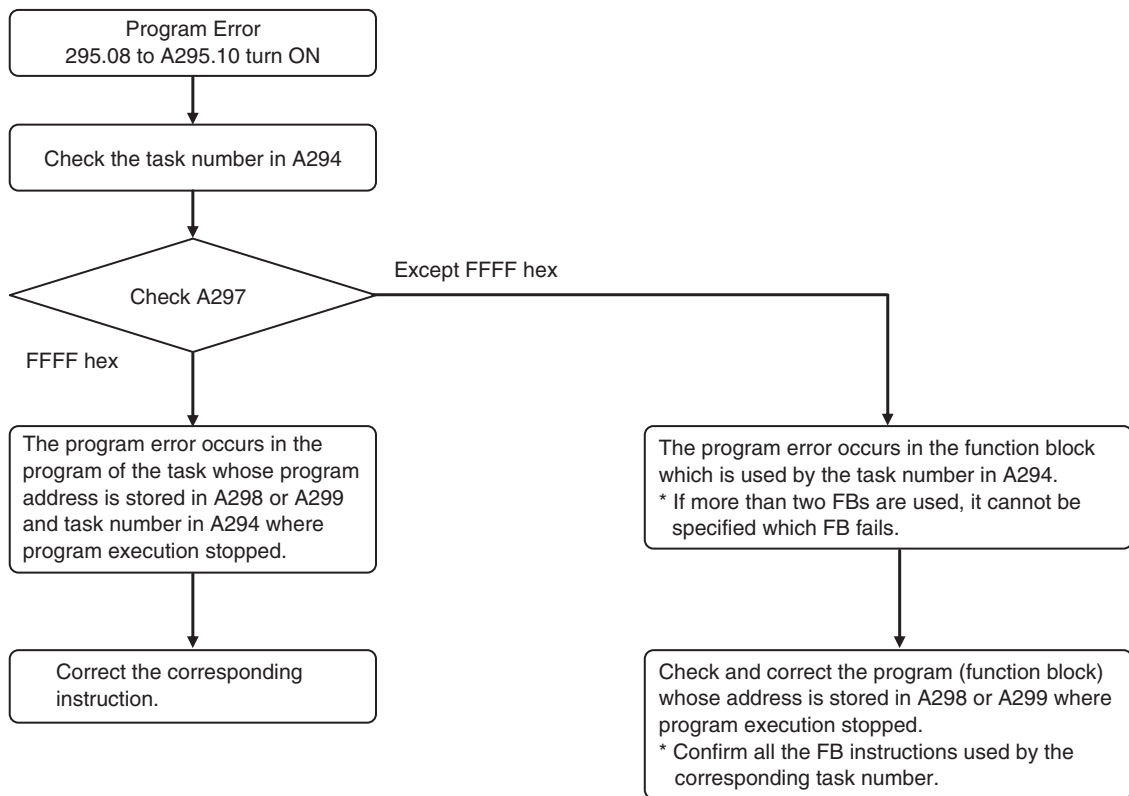 Program Error
295.08 to A295.10 turn ON
Check the task number in A294
Check A297
Except FFFF hex
FFFF hex
The program error occurs in the
program of the task whose program
address is stored in A298 or A299
and task number in A294 where
program execution stopped.
Correct the corresponding
instruction.
The program error occurs in the function block
which is used by the task number in A294.
* If more than two FBs are used, it cannot be
specified which FB fails.
Check and correct the program (function block)
whose address is stored in A298 or A299 where
program execution stopped.
* Confirm all the FB instructions used by the
corresponding task number.